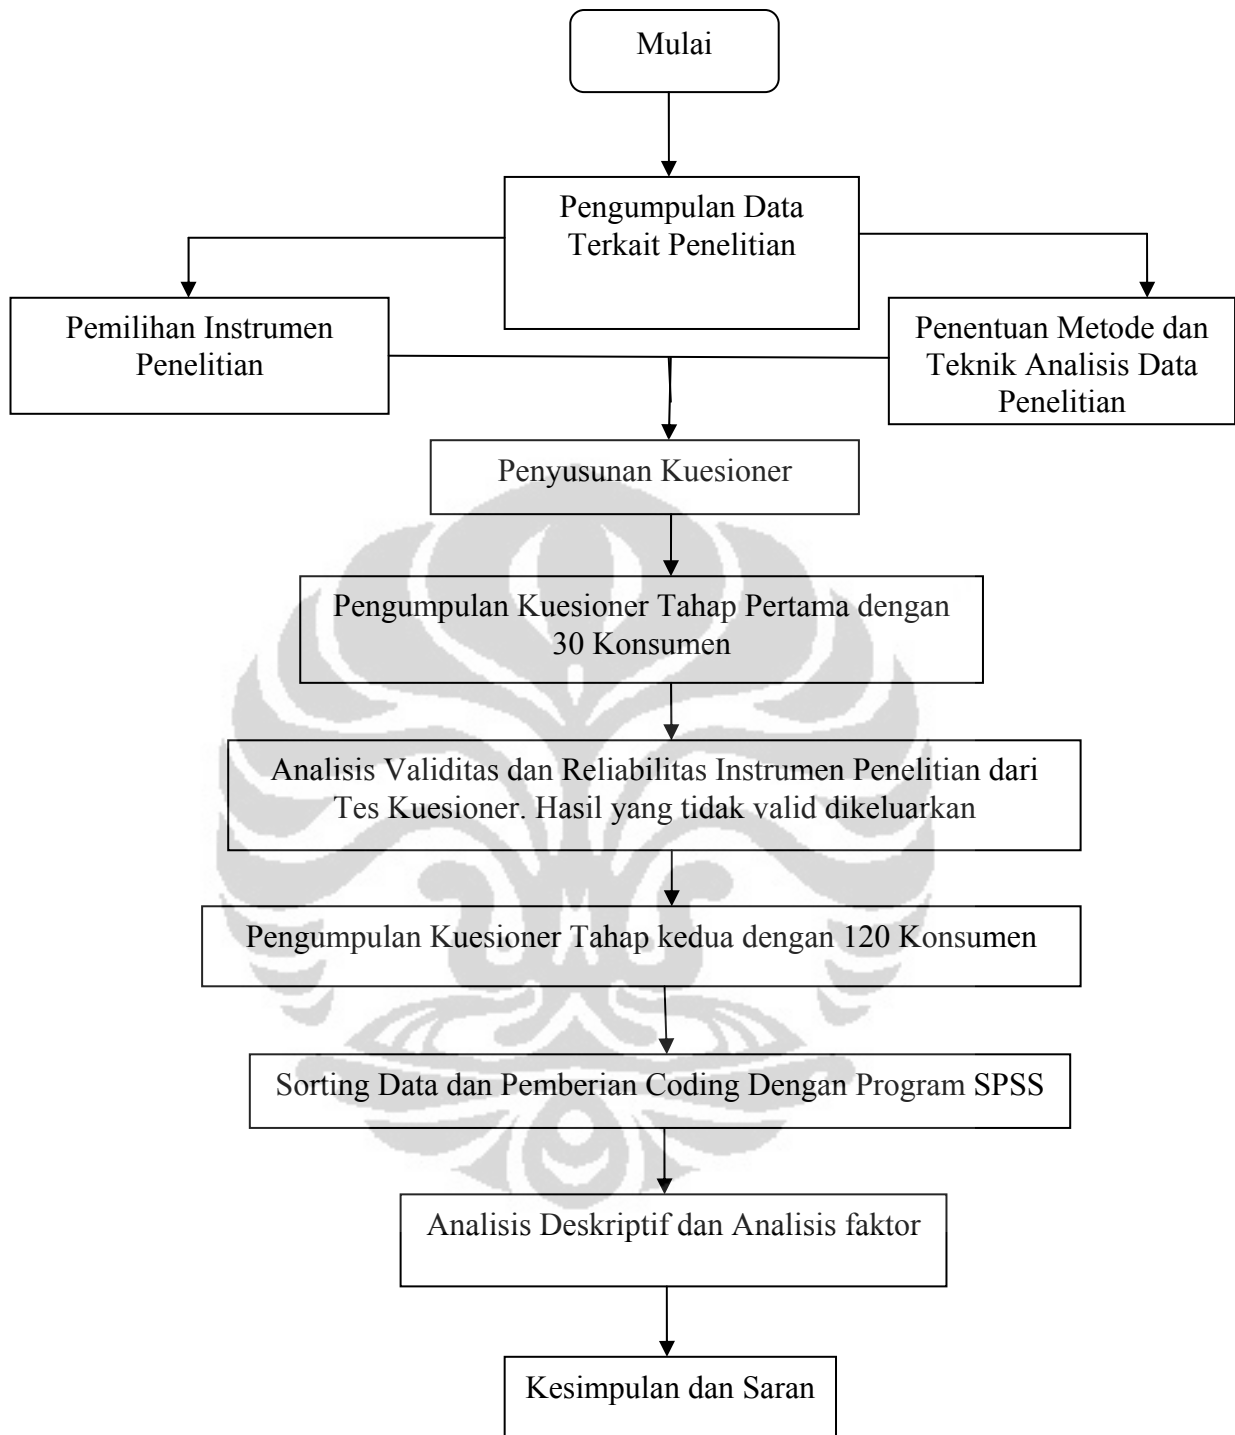 Mulai
Pengumpulan Data
Terkait Penelitian
Pemilihan Instrumen
Penelitian
Penentuan Metode dan
Teknik Analisis Data
Penelitian
Penyusunan Kuesioner
Pengumpulan Kuesioner Tahap Pertama dengan
30 Konsumen
Analisis Validitas dan Reliabilitas Instrumen Penelitian dari
Tes Kuesioner. Hasil yang tidak valid dikeluarkan
Pengumpulan Kuesioner Tahap kedua dengan 120 Konsumen
Sorting Data dan Pemberian Coding Dengan Program SPSS
Analisis Deskriptif dan Analisis faktor
Kesimpulan dan Saran